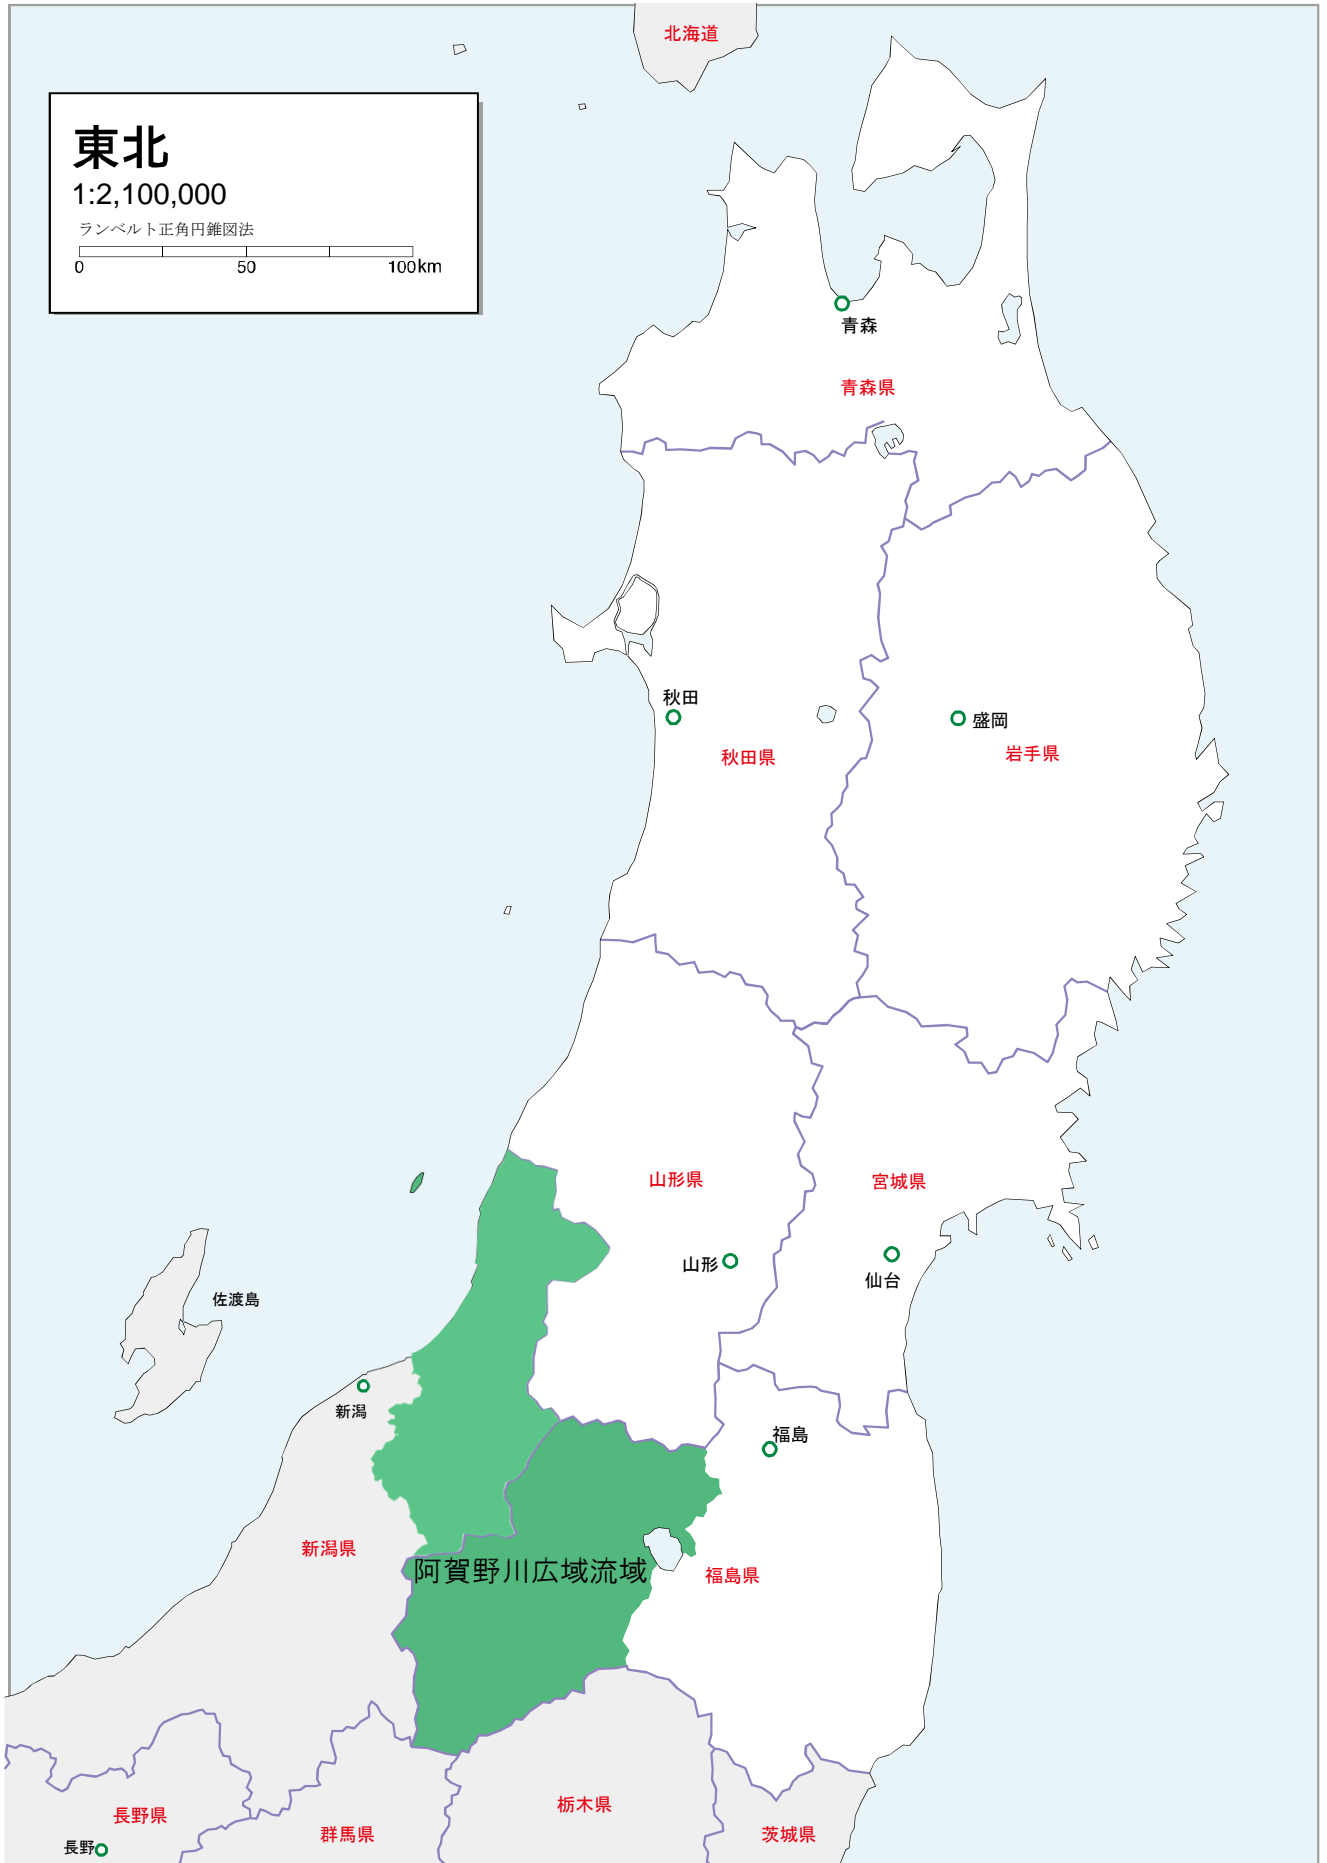 北海道
東北
1:2,100,000
ランベルト正角円錐図法
0 50 100km
青森
青森県
秋田
盛岡
秋田県
岩手県
山形県
宮城県
山形
仙台
佐渡島
新潟
福島
新潟県
阿賀野川広域流域
福島県
栃木県
長野県
群馬県
茨城県
長野